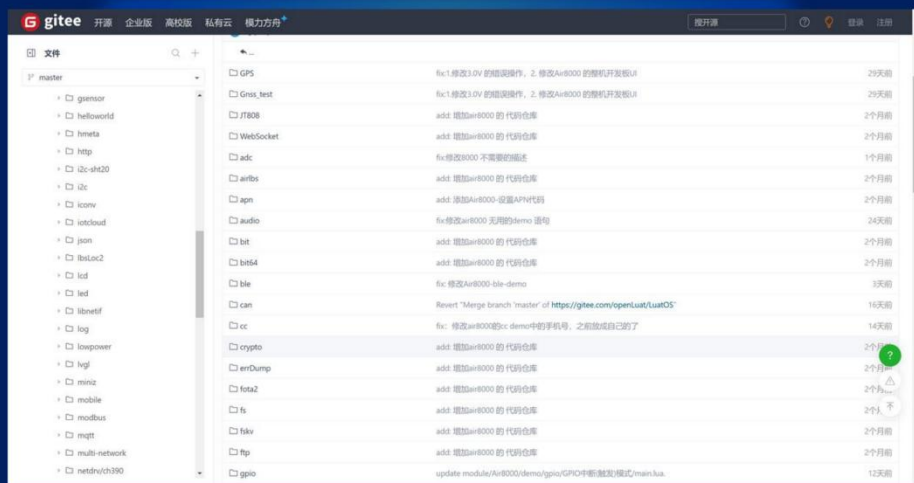 gitee 开源 企业版 高校版 私有云 模力方舟 搜开源 登录 注册
文件
master
gsensor
helloworld
hmeta
http
i2c-sht20
i2c
iconv
iotcloud
json
lbsLoc2
lcd
led
libnetif
log
lowpower
lvgl
miniz
mobile
modbus
mqtt
multi-network
netdrv/ch390
..
GPS fix:1.修改3.0V 的错误操作，2. 修改Air8000 的整机开发板UI 29天前
Gnss_test fix:1.修改3.0V 的错误操作，2. 修改Air8000 的整机开发板UI 29天前
JT808 add: 增加air8000 的 代码仓库 2个月前
WebSocket add: 增加air8000 的 代码仓库 2个月前
adc fix:修改8000 不需要的描述 1个月前
airlbs add: 增加air8000 的 代码仓库 2个月前
apn add: 添加Air8000-设置APN代码 2个月前
audio fix:修改air8000 无用的demo 语句 24天前
bit add: 增加air8000 的 代码仓库 2个月前
bit64 add: 增加air8000 的 代码仓库 2个月前
ble fix: 修改Air8000-ble-demo 3天前
can Revert "Merge branch 'master' of https://gitee.com/openLuat/LuatOS" 16天前
cc fix：修改air8000的cc demo中的手机号，之前放成自己的了 14天前
crypto add: 增加air8000 的 代码仓库 2个月前
errDump add: 增加air8000 的 代码仓库 2个月
fota2 add: 增加air8000 的 代码仓库 2个月
fs add: 增加air8000 的 代码仓库 2个月
fskv add: 增加air8000 的 代码仓库 2个月前
ftp add: 增加air8000 的 代码仓库 2个月前
gpio update module/Air8000/demo/gpio/GPIO中断(触发)模式/main.lua. 12天前